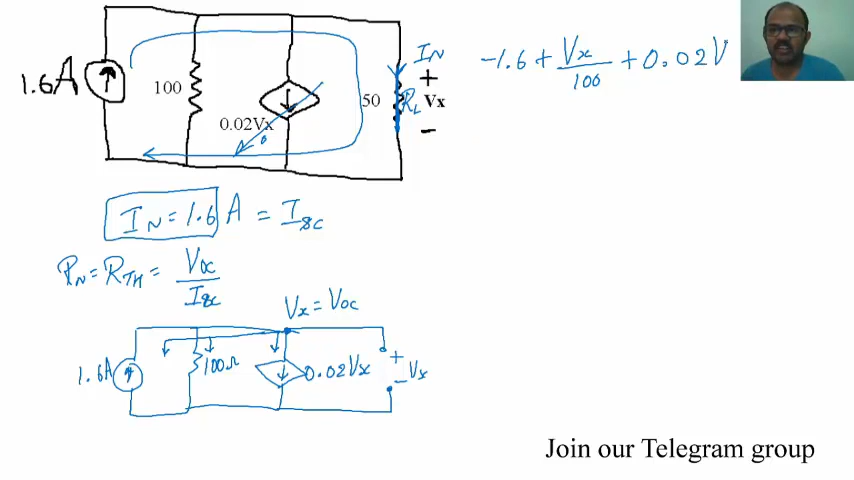 1.6A
100
0.02Vx
0
50
RL
IN
+
Vx
−
-1.6 + Vx/100 + 0.02V
IN = 1.6 A = Isc
RN = RTH = Voc/Isc
Vx = Voc
1.6A
100Ω
0.02Vx
+
− Vx
Join our Telegram group